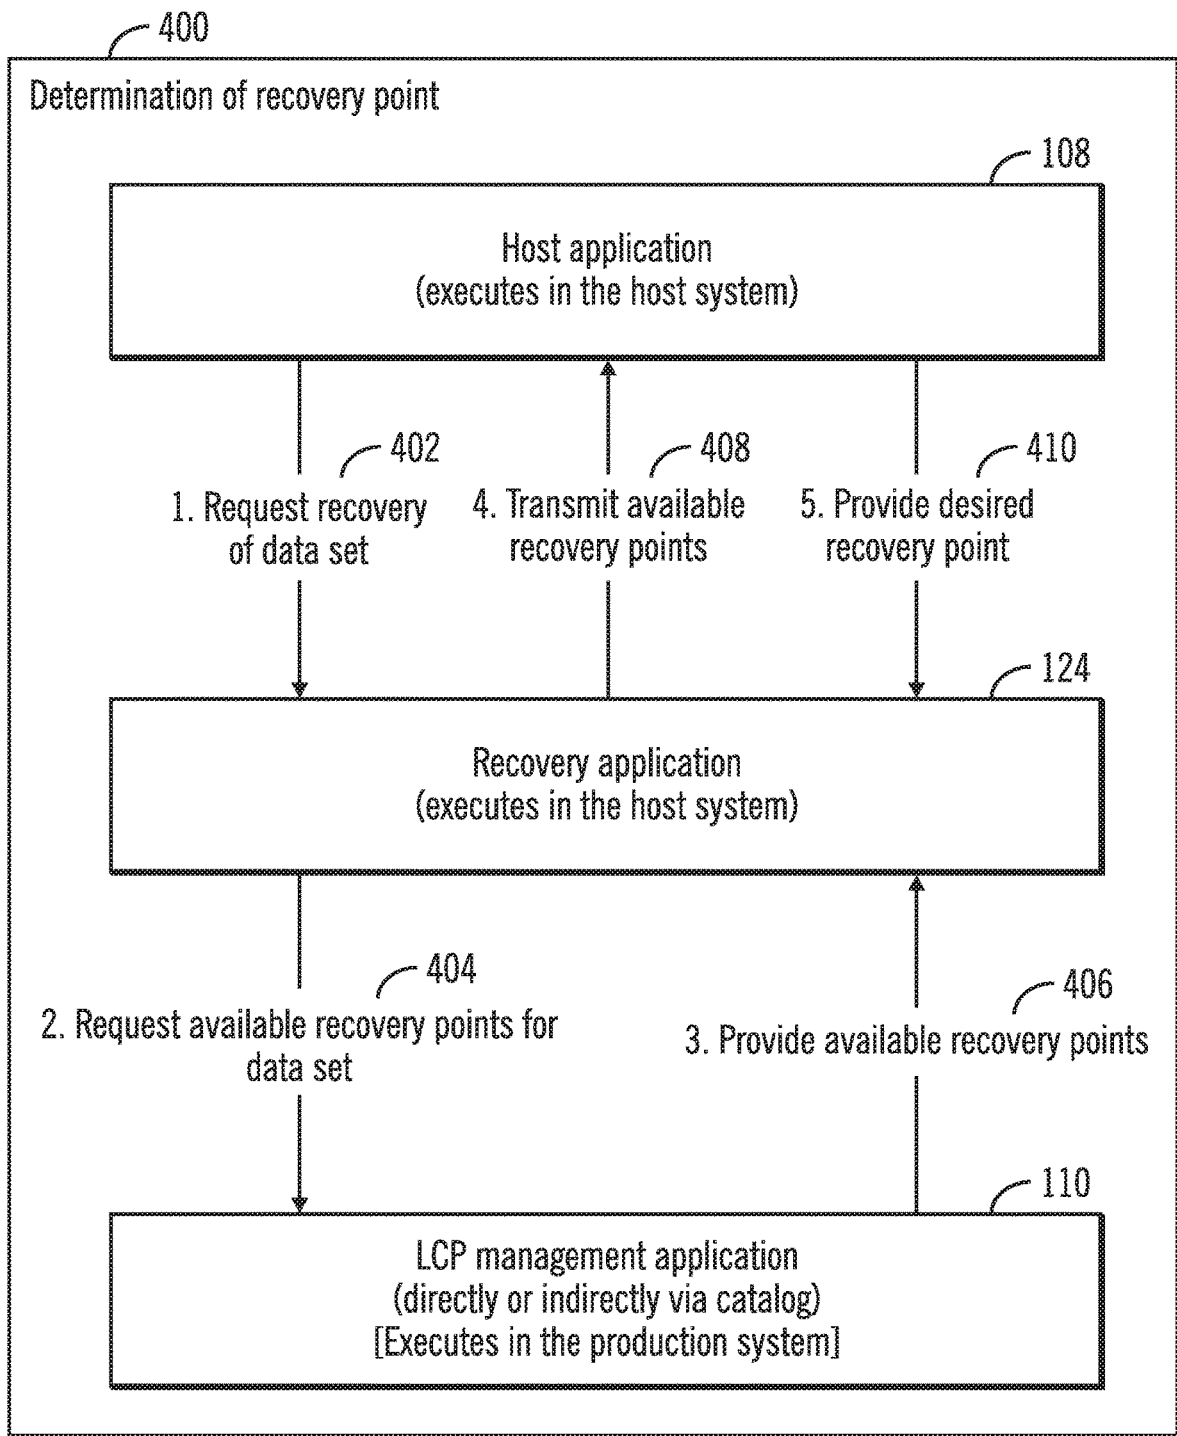 400
Determination of recovery point
108
Host application
(executes in the host system)
402
1. Request recovery
of data set
408
4. Transmit available
recovery points
410
5. Provide desired
recovery point
124
Recovery application
(executes in the host system)
404
2. Request available recovery points for
data set
406
3. Provide available recovery points
110
LCP management application
(directly or indirectly via catalog)
[Executes in the production system]